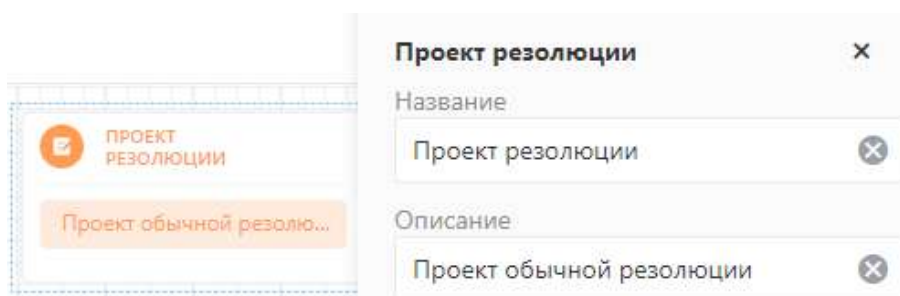 ПРОЕКТ
РЕЗОЛЮЦИИ
Проект обычной резолю...
Проект резолюции
Название
Проект резолюции
Описание
Проект обычной резолюции